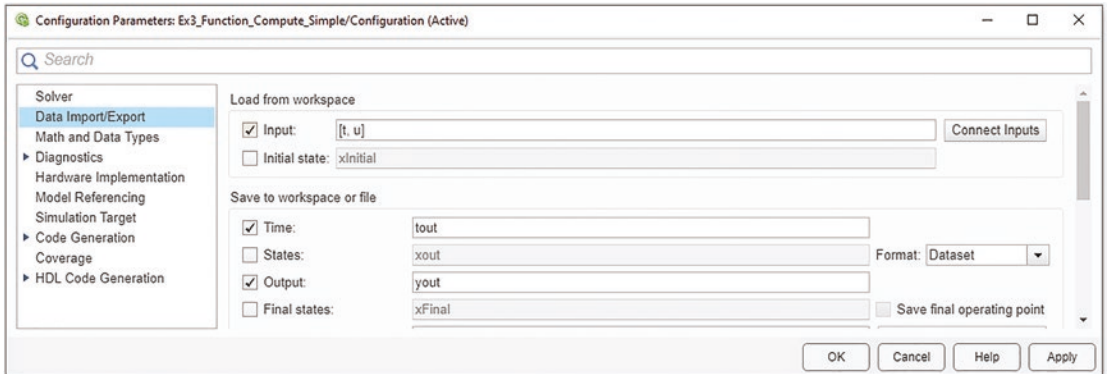 Configuration Parameters: Ex3_Function_Compute_Simple/Configuration (Active)
Search
Solver
Data Import/Export
Math and Data Types
Diagnostics
Hardware Implementation
Model Referencing
Simulation Target
Code Generation
Coverage
HDL Code Generation
Load from workspace
Input: [t, u] Connect Inputs
Initial state: xInitial
Save to workspace or file
Time: tout
States: xout Format: Dataset
Output: yout
Final states: xFinal Save final operating point
OK Cancel Help Apply